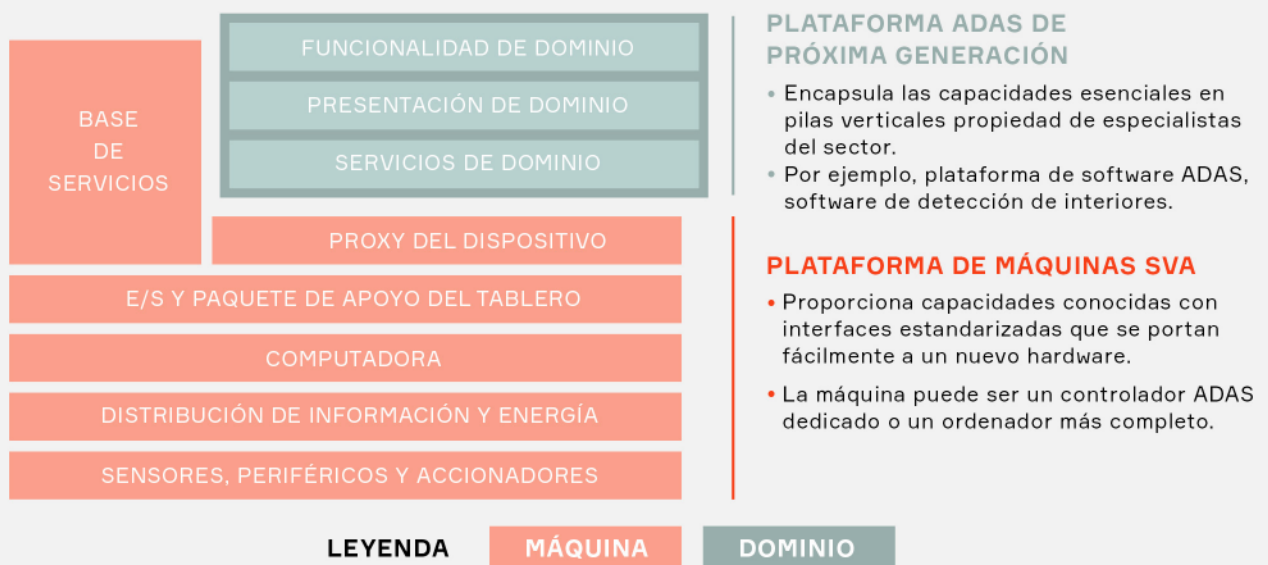 BASE
DE
SERVICIOS
FUNCIONALIDAD DE DOMINIO
PRESENTACIÓN DE DOMINIO
SERVICIOS DE DOMINIO
PROXY DEL DISPOSITIVO
E/S Y PAQUETE DE APOYO DEL TABLERO
COMPUTADORA
DISTRIBUCIÓN DE INFORMACIÓN Y ENERGÍA
SENSORES, PERIFÉRICOS Y ACCIONADORES
PLATAFORMA ADAS DE
PRÓXIMA GENERACIÓN
• Encapsula las capacidades esenciales en
pilas verticales propiedad de especialistas
del sector.
• Por ejemplo, plataforma de software ADAS,
software de detección de interiores.
PLATAFORMA DE MÁQUINAS SVA
• Proporciona capacidades conocidas con
interfaces estandarizadas que se portan
fácilmente a un nuevo hardware.
• La máquina puede ser un controlador ADAS
dedicado o un ordenador más completo.
LEYENDA
MÁQUINA
DOMINIO